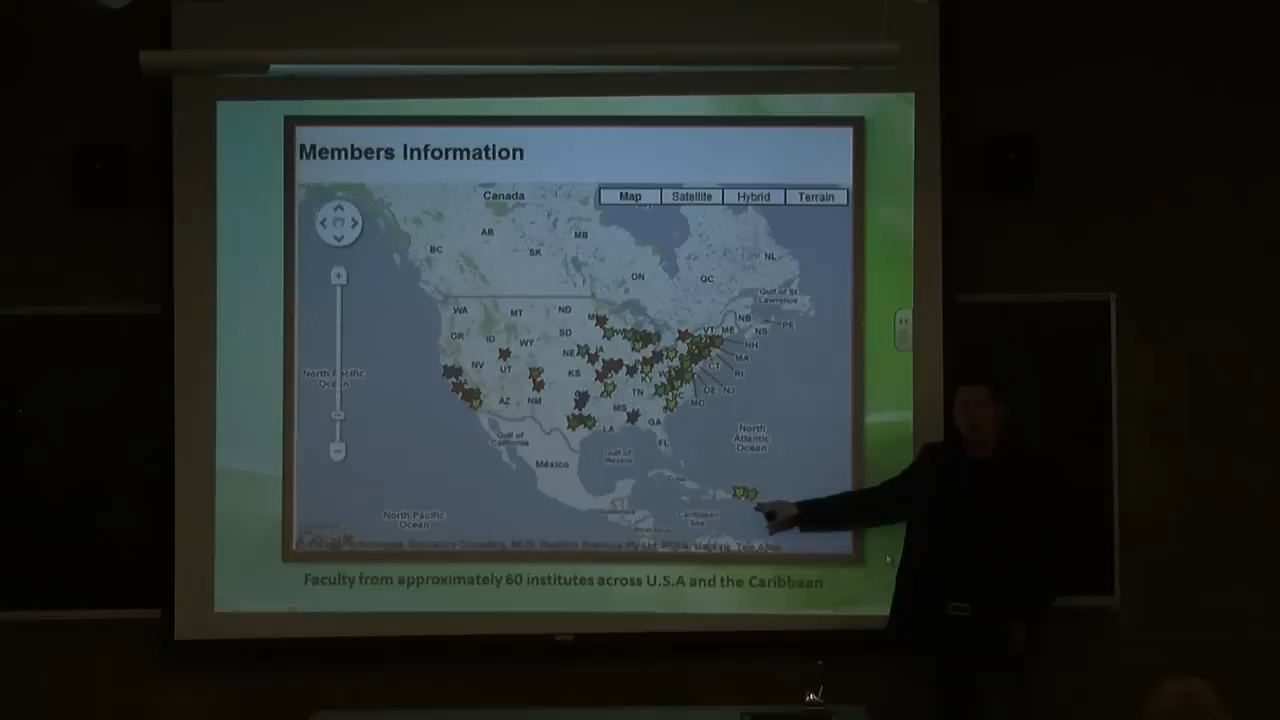 Members Information
Canada
Map Satellite Hybrid Terrain
AB
MB
BC
SK
NL
ON
QC
Gulf of St
Lawrence
WA
MT
ND
NB
PE
OR
ID
SD
VT ME
NS
WY
NH
NE
IA
MA
NV
UT
KS
CT
RI
North Pacific
Ocean
DE NJ
AZ
NM
TN
NC
MD
MS
LA
GA
FL
North
Atlantic
Ocean
Gulf of
California
Gulf of
Mexico
México
Caribbean
Sea
North Pacific
Ocean
Google
Faculty from approximately 60 institutes across U.S.A and the Caribbean